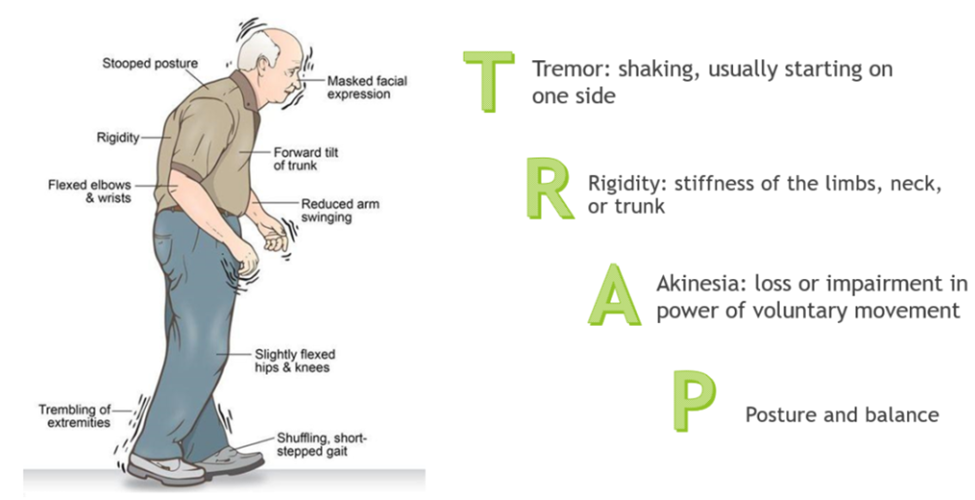 Stooped posture
Masked facial
expression
Rigidity
Forward tilt
of trunk
Flexed elbows
& wrists
Reduced arm
swinging
Slightly flexed
hips & knees
Trembling of
extremities
Shuffling, short-
stepped gait
T Tremor: shaking, usually starting on
one side
R Rigidity: stiffness of the limbs, neck,
or trunk
A Akinesia: loss or impairment in
power of voluntary movement
P Posture and balance